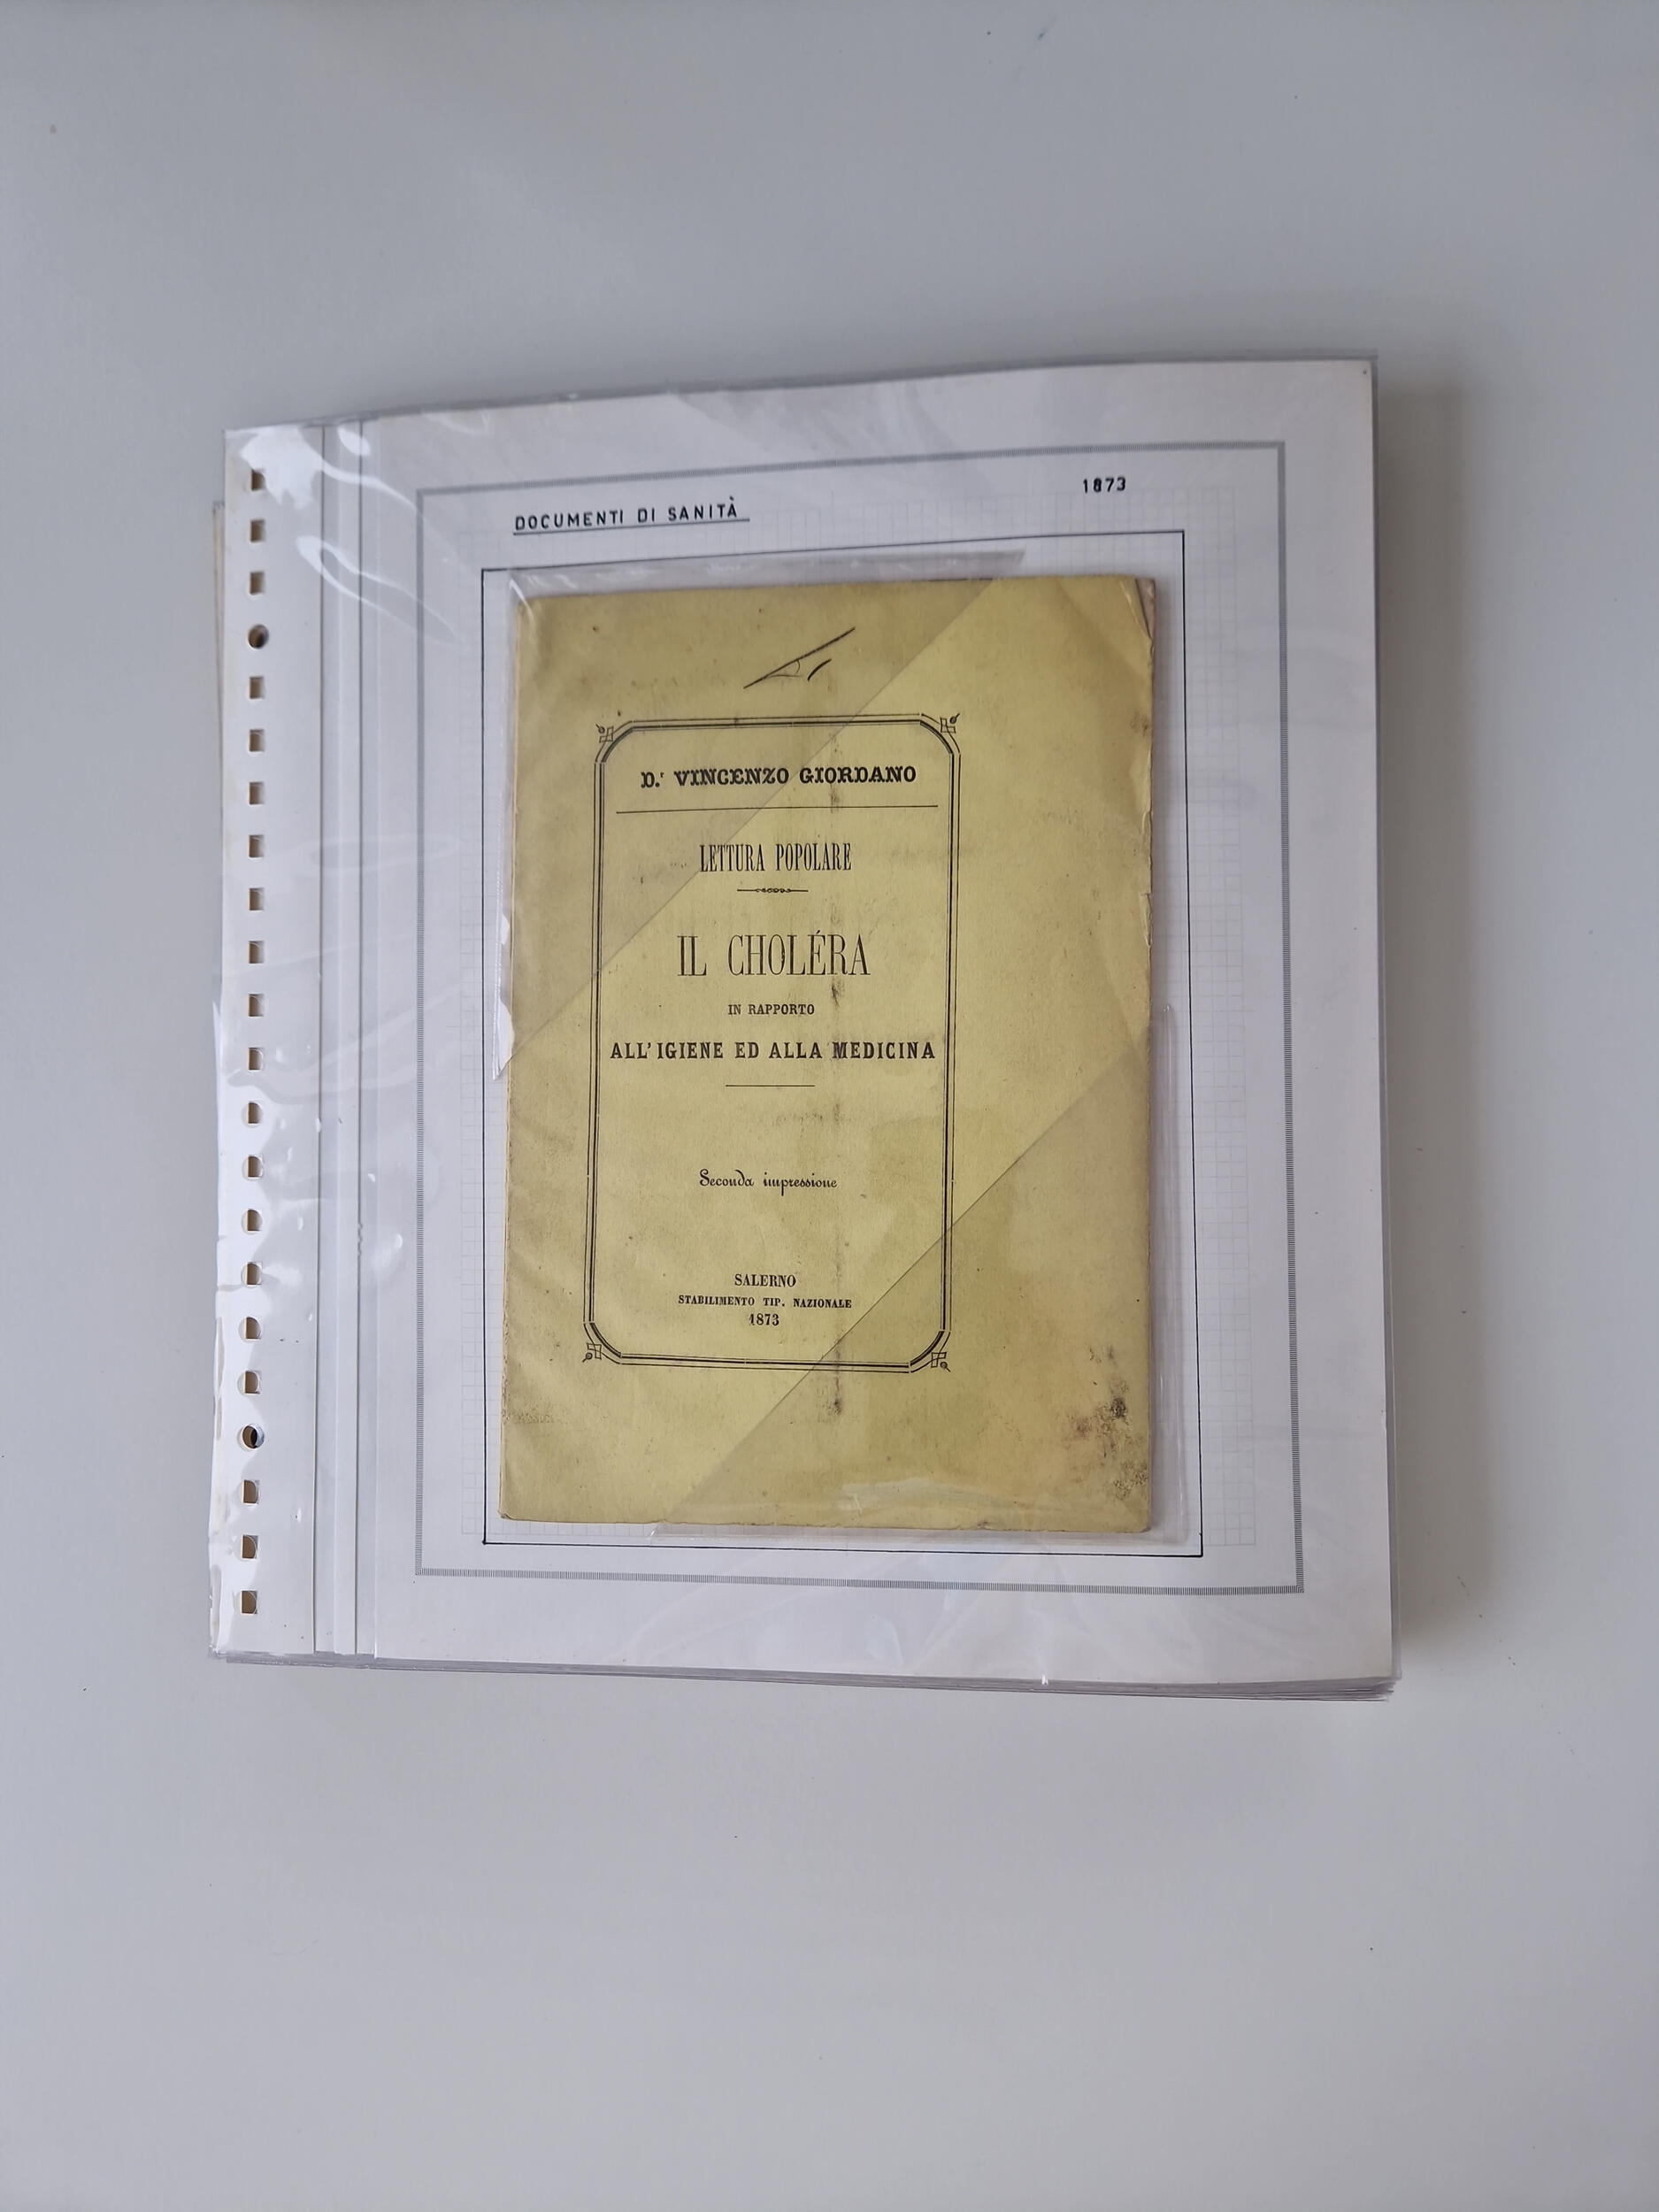 DOCUMENTI DI SANITÀ
1873
D.r VINCENZO GIORDANO
LETTURA POPOLARE
IL CHOLÉRA
IN RAPPORTO
ALL' IGIENE ED ALLA MEDICINA
Seconda impressione
SALERNO
STABILIMENTO TIP. NAZIONALE
1873